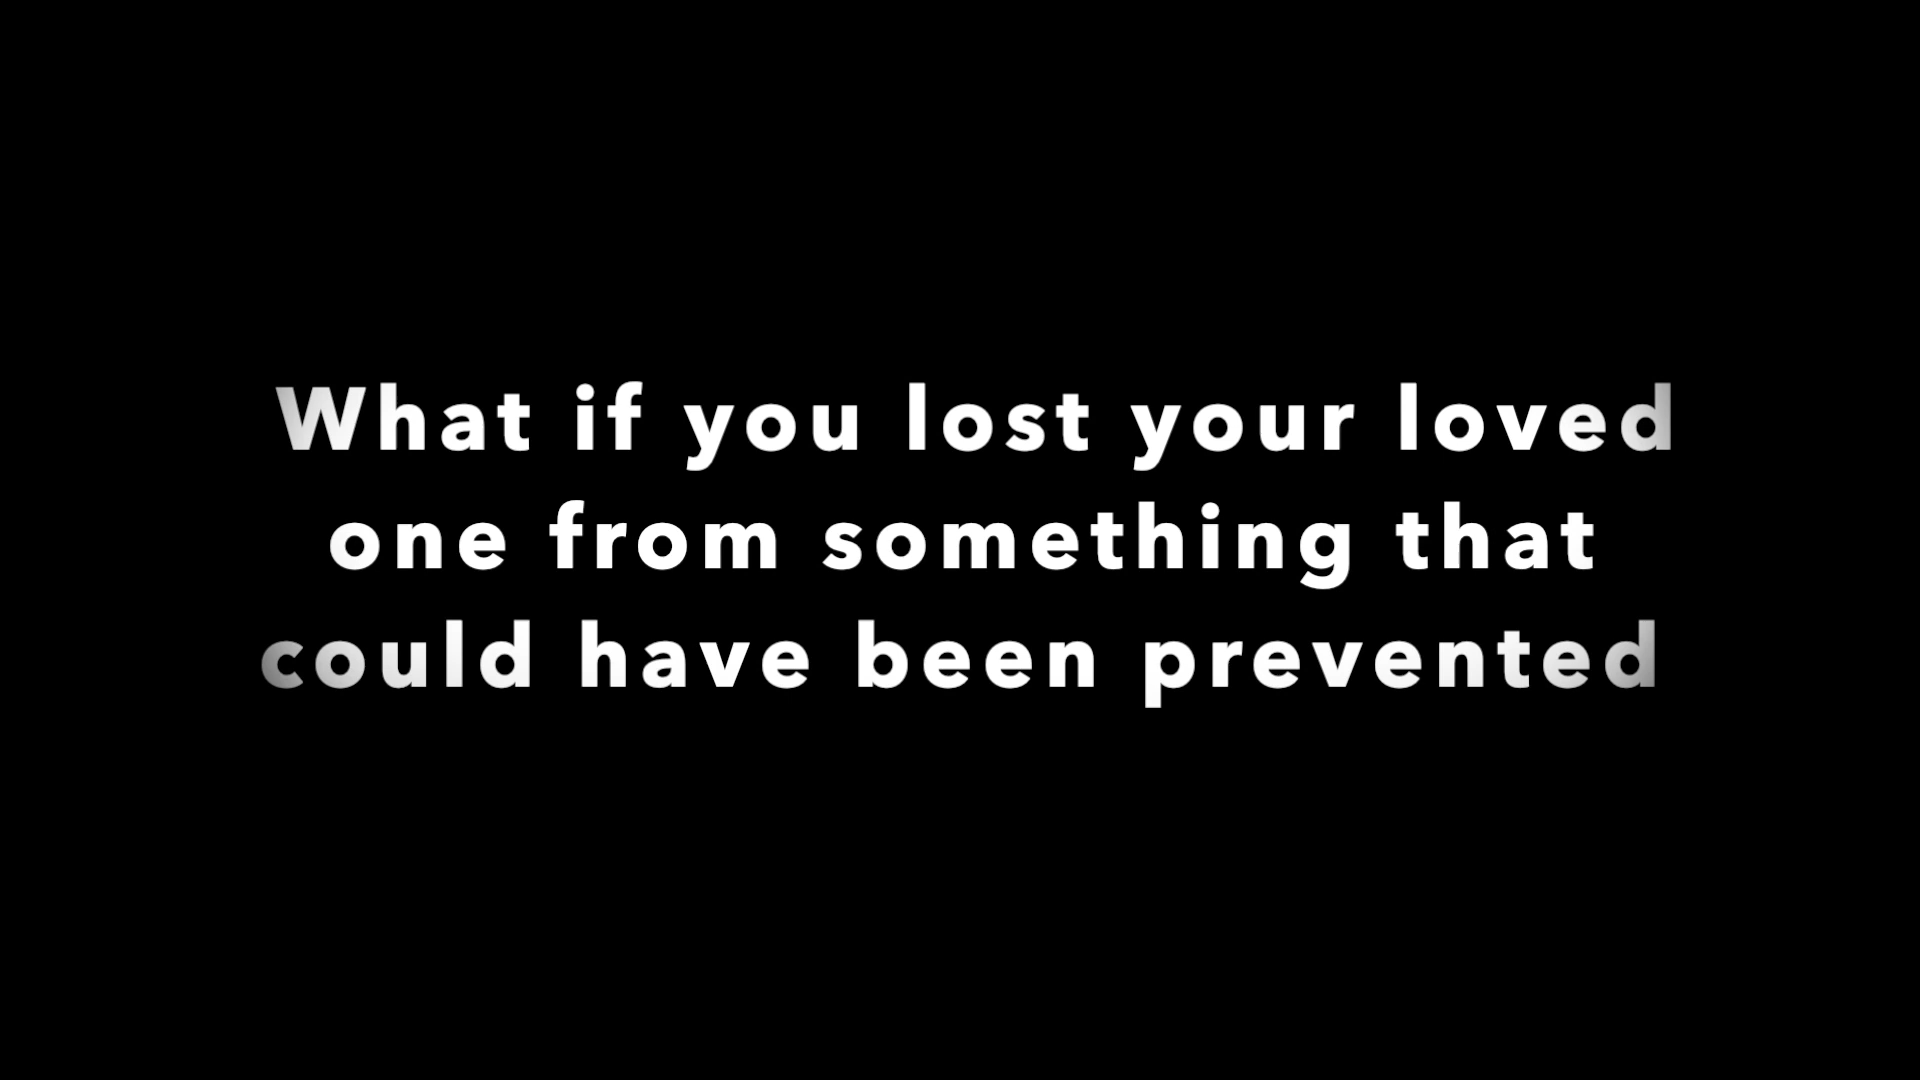 What if you lost your loved
one from something that
could have been prevented